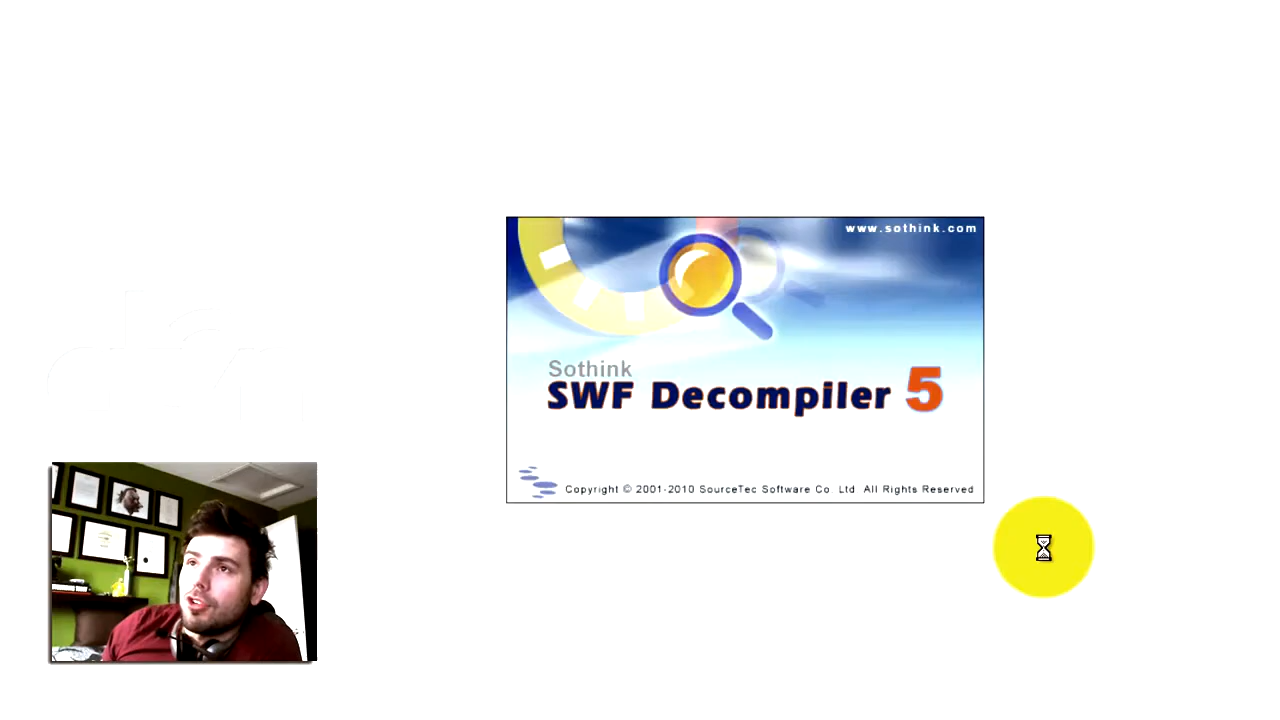 www.sothink.com
Sothink
SWF Decompiler 5
Copyright © 2001-2010 SourceTec Software Co. Ltd All Rights Reserved